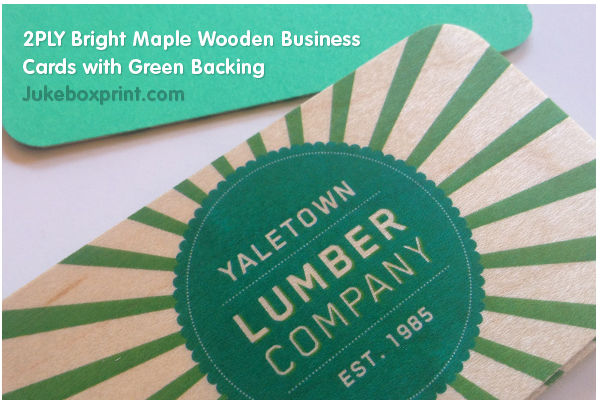 2PLY Bright Maple Wooden Business
Cards with Green Backing
Jukeboxprint.com
YALETOWN
LUMBER
COMPANY
EST. 1985